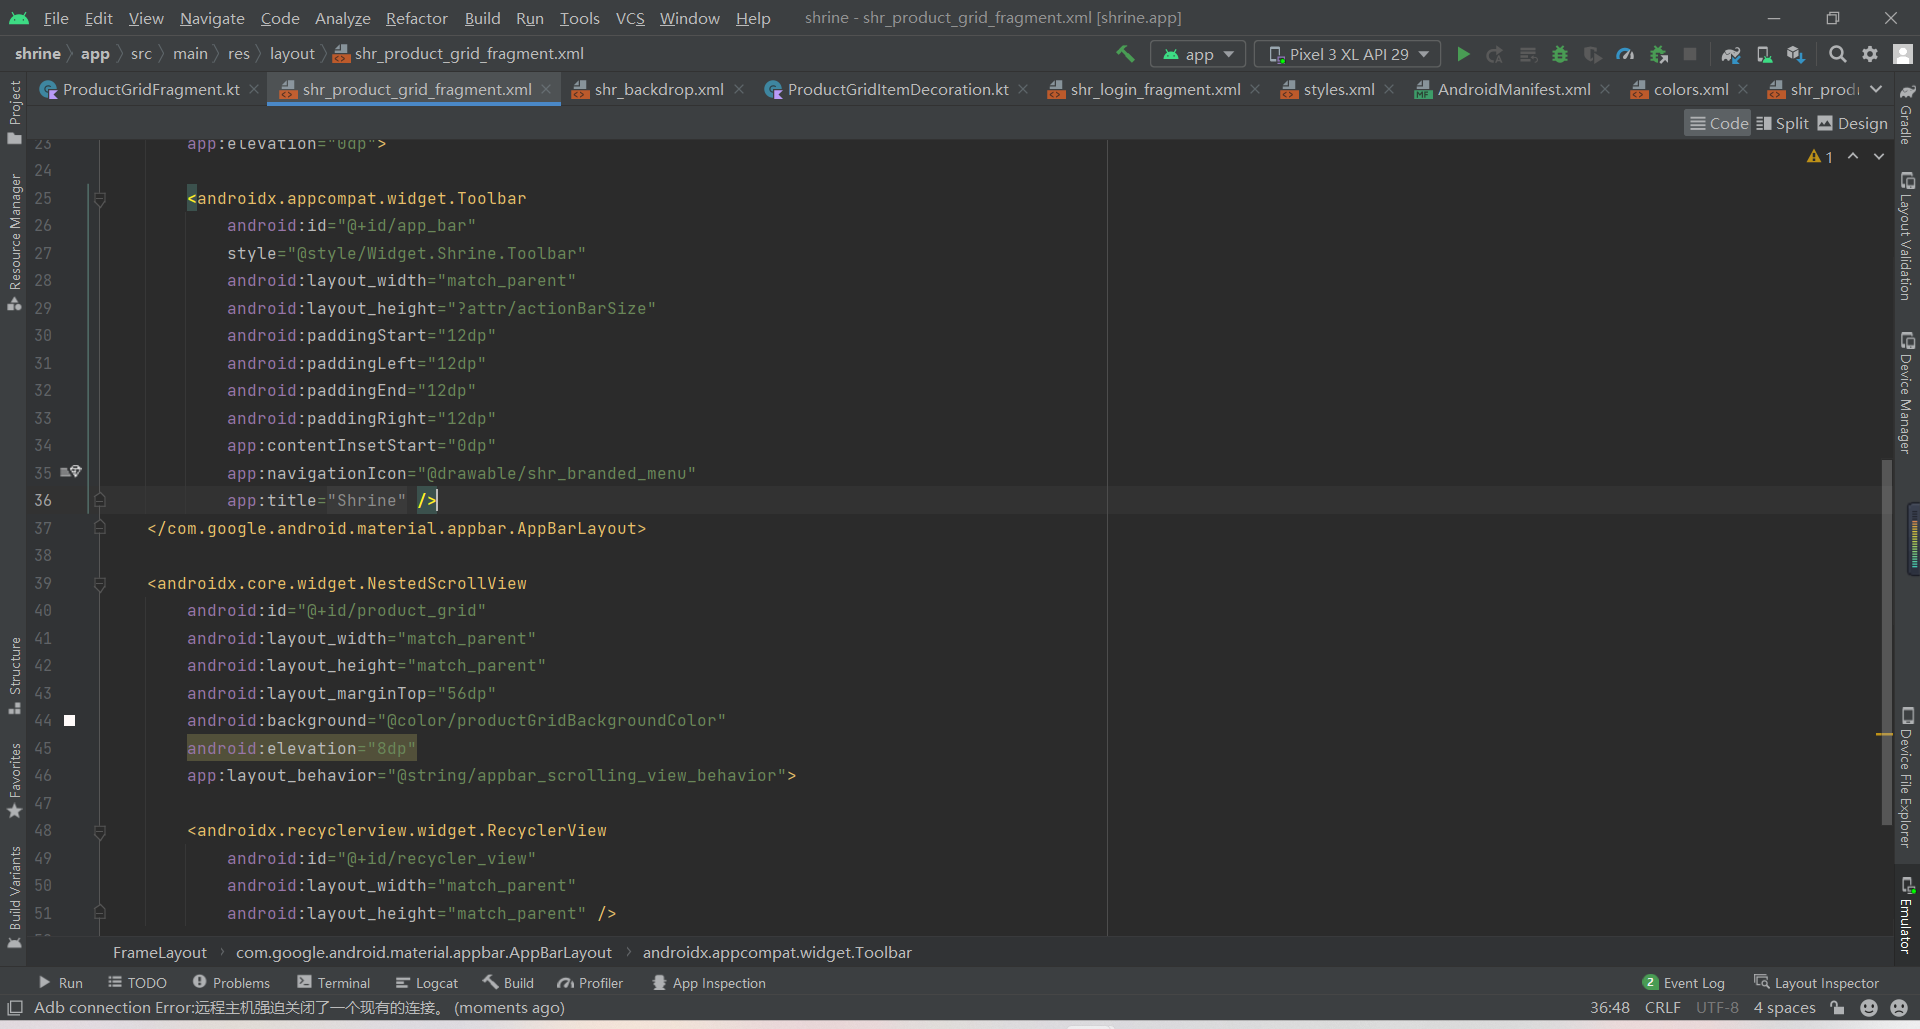 File Edit View Navigate Code Analyze Refactor Build Run Tools VCS Window Help shrine - shr_product_grid_fragment.xml [shrine.app]
shrine app src main res layout shr_product_grid_fragment.xml app Pixel 3 XL API 29
ProductGridFragment.kt shr_product_grid_fragment.xml shr_backdrop.xml ProductGridItemDecoration.kt shr_login_fragment.xml styles.xml AndroidManifest.xml colors.xml shr_prod
Code Split Design
1
23 app:elevation="0dp">
24
25 <androidx.appcompat.widget.Toolbar
26 android:id="@+id/app_bar"
27 style="@style/Widget.Shrine.Toolbar"
28 android:layout_width="match_parent"
29 android:layout_height="?attr/actionBarSize"
30 android:paddingStart="12dp"
31 android:paddingLeft="12dp"
32 android:paddingEnd="12dp"
33 android:paddingRight="12dp"
34 app:contentInsetStart="0dp"
35 app:navigationIcon="@drawable/shr_branded_menu"
36 app:title="Shrine" />
37 </com.google.android.material.appbar.AppBarLayout>
38
39 <androidx.core.widget.NestedScrollView
40 android:id="@+id/product_grid"
41 android:layout_width="match_parent"
42 android:layout_height="match_parent"
43 android:layout_marginTop="56dp"
44 android:background="@color/productGridBackgroundColor"
45 android:elevation="8dp"
46 app:layout_behavior="@string/appbar_scrolling_view_behavior">
47
48 <androidx.recyclerview.widget.RecyclerView
49 android:id="@+id/recycler_view"
50 android:layout_width="match_parent"
51 android:layout_height="match_parent" />
FrameLayout com.google.android.material.appbar.AppBarLayout androidx.appcompat.widget.Toolbar
Run TODO Problems Terminal Logcat Build Profiler App Inspection 2 Event Log Layout Inspector
Adb connection Error:远程主机强迫关闭了一个现有的连接。 (moments ago) 36:48 CRLF UTF-8 4 spaces
Project
Resource Manager
Structure
Favorites
Build Variants
Gradle
Layout Validation
Device Manager
Device File Explorer
Emulator